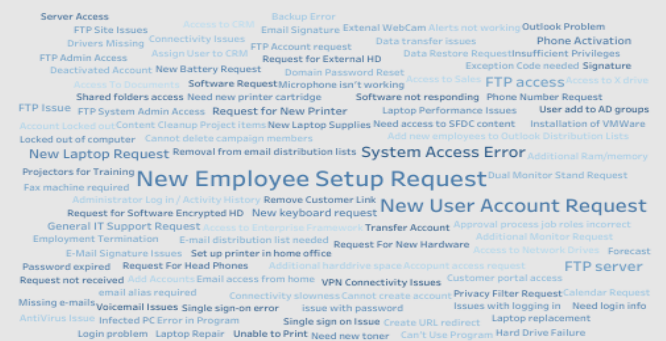 Server Access
Backup Error
Access to CRM
FTP Site Issues
Email Signature
Extenal WebCam
Alerts not working
Outlook Problem
Drivers Missing
Connectivity Issues
FTP Account request
Data transfer issues
Phone Activation
FTP Admin Access
Assign User to CRM
Request for External HD
Data Restore Request
Insufficient Privileges
Deactivated Account
New Battery Request
Domain Password Reset
Exception Code needed
Signature
Access To Documents
Software Request
Microphone isn't working
Access to Sales
FTP access
Access to X drive
Shared folders access
Need new printer cartridge
Software not responding
Phone Number Request
FTP Issue
FTP System Admin Access
Request for New Printer
Laptop Performance Issues
User add to AD groups
Account Locked out
Content Cleanup Project items
New Laptop Supplies
Need access to SFDC content
Installation of VMWare
Locked out of computer
Cannot delete campaign members
Add new employees to Outlook Distribution Lists
New Laptop Request
Removal from email distribution lists
System Access Error
Additional Ram/memory
Projectors for Training
New Employee Setup Request
Dual Monitor Stand Request
Fax machine required
Administrator Log in / Activity History
Remove Customer Link
New User Account Request
Request for Software Encrypted HD
New keyboard request
General IT Support Request
Access to Enterprise Framework
Transfer Account
Approval process job roles incorrect
Employment Termination
E-mail distribution list needed
Request For New Hardware
Additional Monitor Request
E-Mail Signature Issues
Set up printer in home office
Access to Network Drives
Forecast
Password expired
Request For Head Phones
Additional harddrive space
access request
FTP server
Request not received
Add Accounts
Email access from home
VPN Connectivity Issues
Customer portal access
email alias required
Connectivity slowness
Cannot create account
Privacy Filter Request
Calendar Request
Missing e-mails
Voicemail Issues
Single sign-on error
issue with password
Issues with logging in
Need login info
AntiVirus Issue
Infected PC
Error in Program
Single sign on Issue
Create URL redirect
Laptop replacement
Login problem
Laptop Repair
Unable to Print
Need new toner
Can't Use Program
Hard Drive Failure